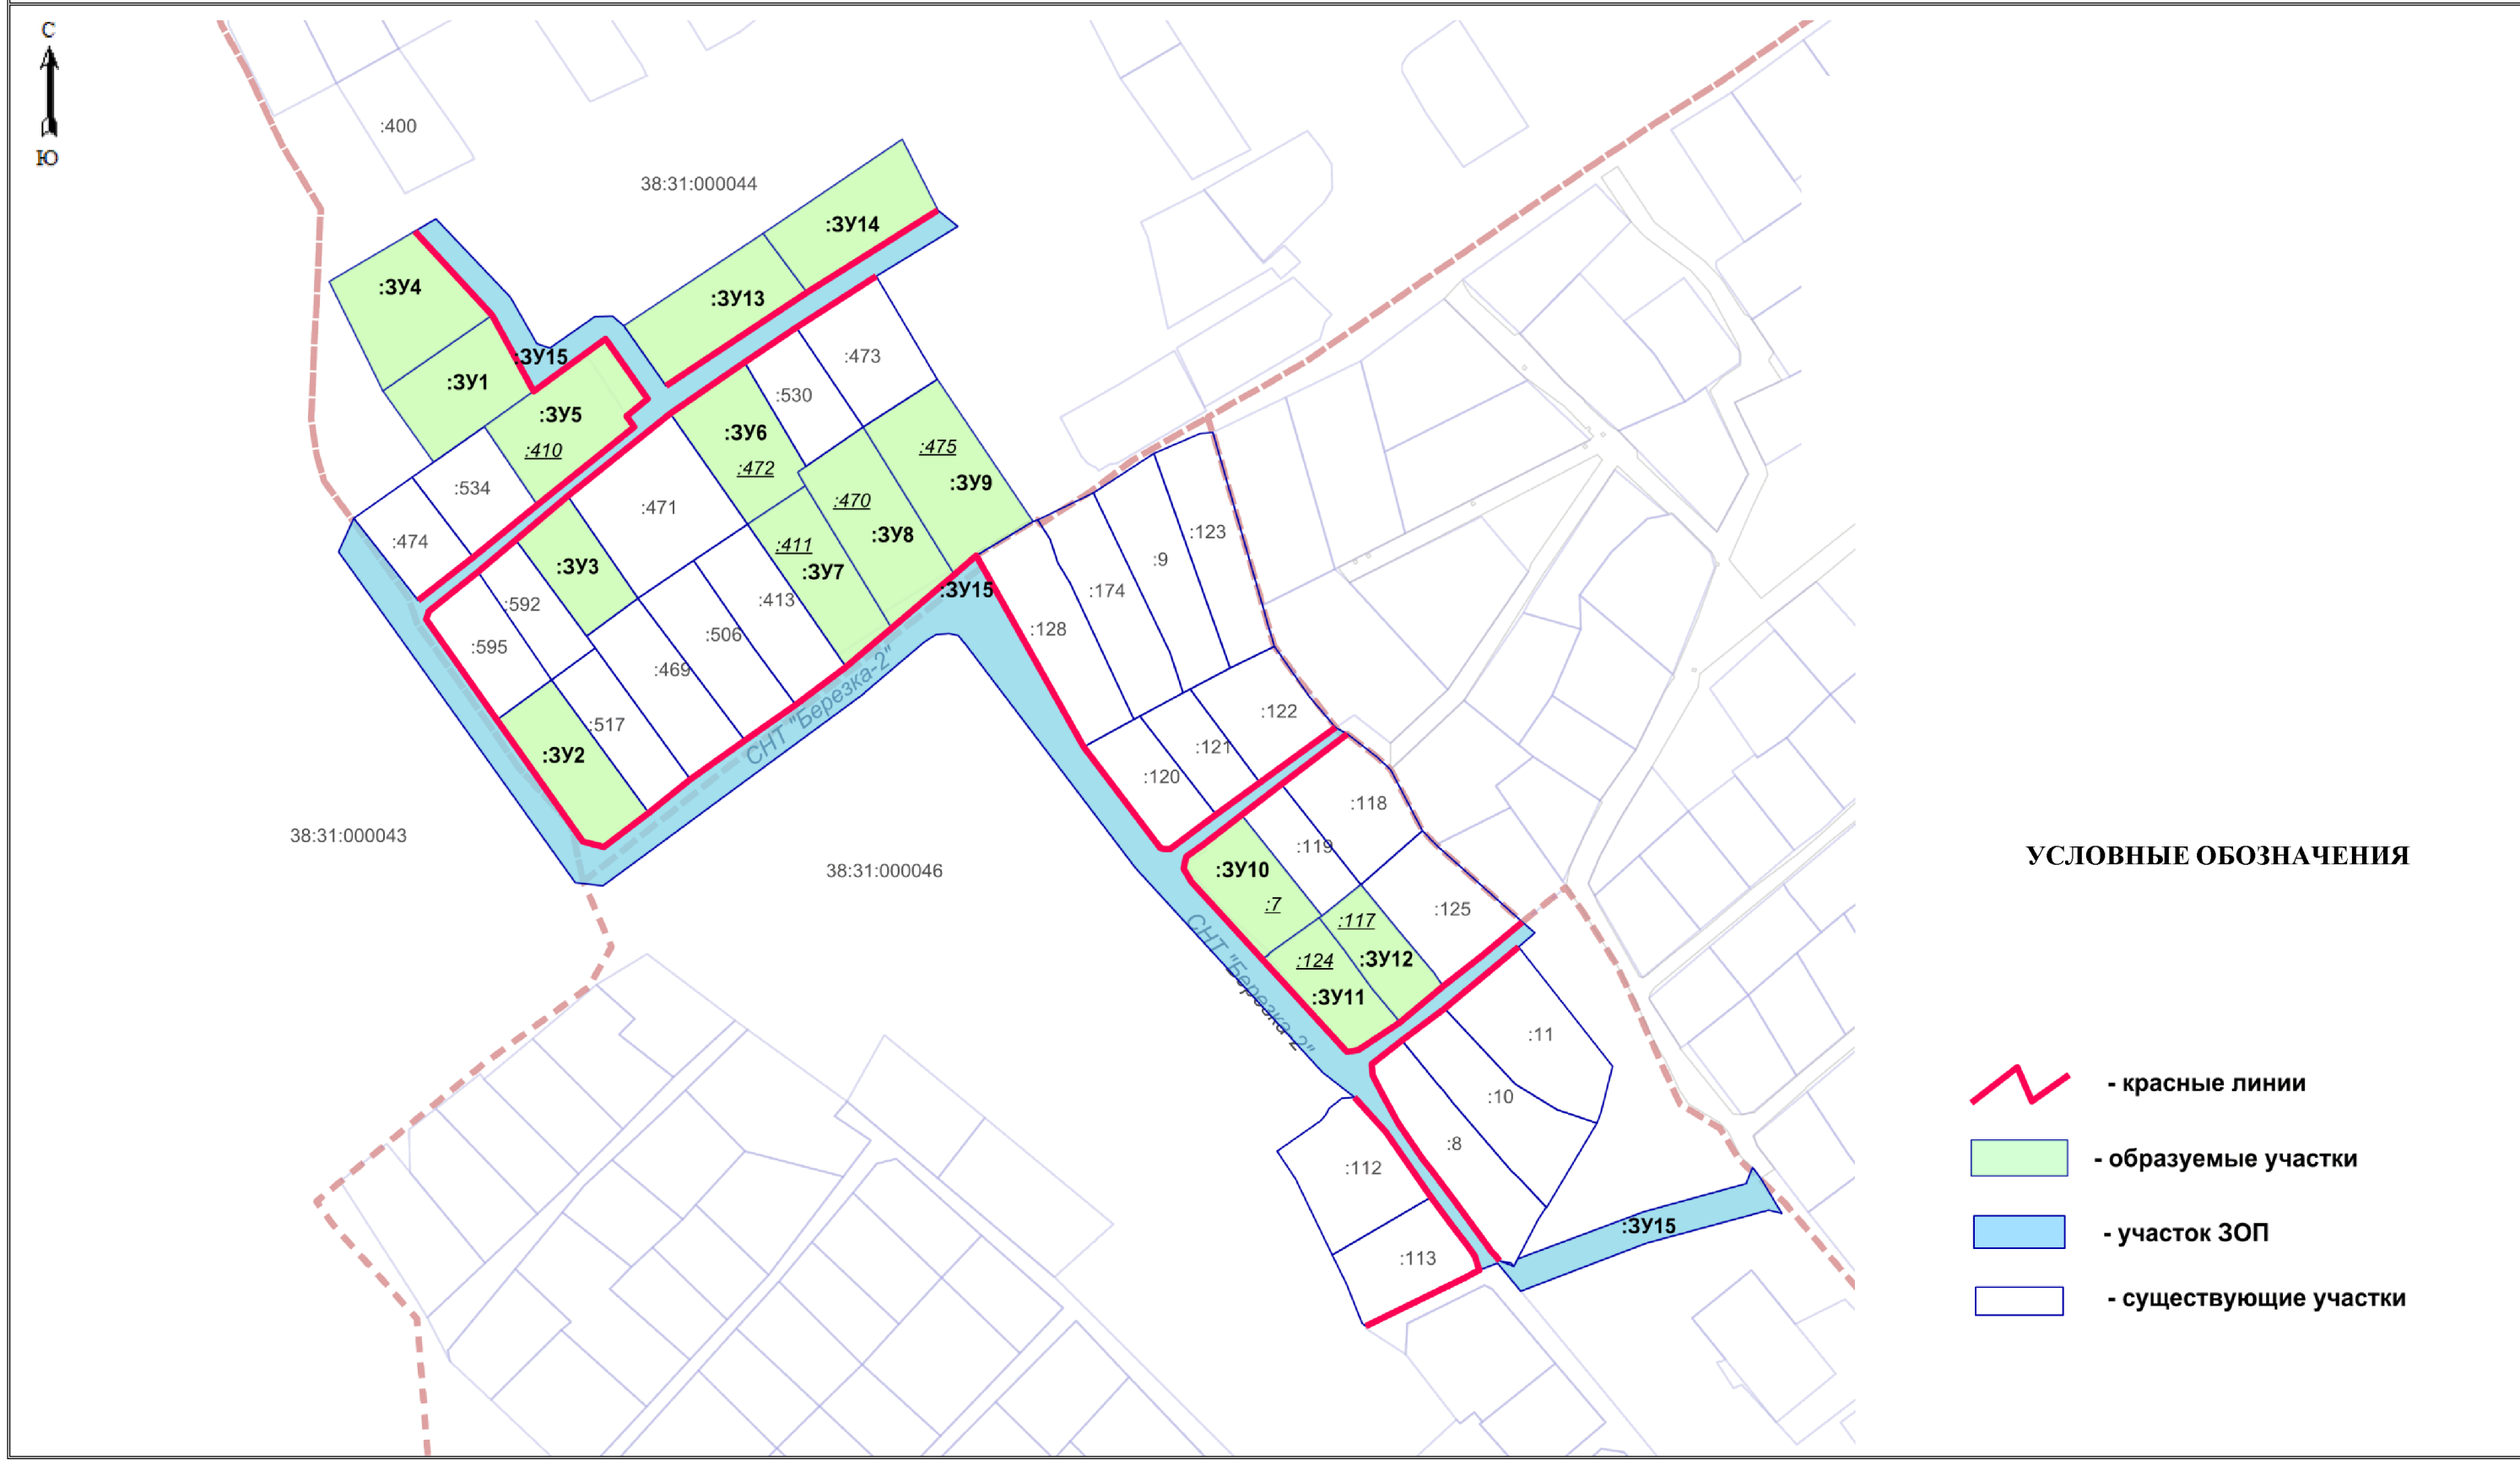 С
Ю
:400
38:31:000044
:ЗУ14
:ЗУ4
:ЗУ13
:ЗУ15
:473
:ЗУ1
:530
:ЗУ5
:410
:ЗУ6
:472
:475
:ЗУ9
:534
:470
:471
:ЗУ8
:474
:411
:ЗУ7
:ЗУ3
:123
:9
:174
:ЗУ15
:413
:592
:128
:506
:595
:469
:517
:ЗУ2
СНТ "Березка-2"
:122
:121
:120
:118
38:31:000043
:119
38:31:000046
:ЗУ10
:7
:125
:117
:124
:ЗУ12
:ЗУ11
СНТ "Березка-2"
:11
:10
:8
:112
:ЗУ15
:113
УСЛОВНЫЕ ОБОЗНАЧЕНИЯ
- красные линии
- образуемые участки
- участок ЗОП
- существующие участки